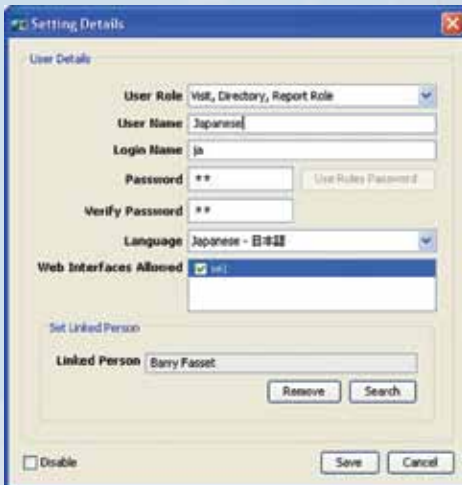 Setting Details
User Details
User Role Visit, Directory, Report Role
User Name Japanese
Login Name ja
Password ** Use Rules Password
Verify Password **
Language Japanese - 日本語
Web Interfaces Allowed
Set Linked Person
Linked Person Barry Fasset
Remove Search
Disable Save Cancel